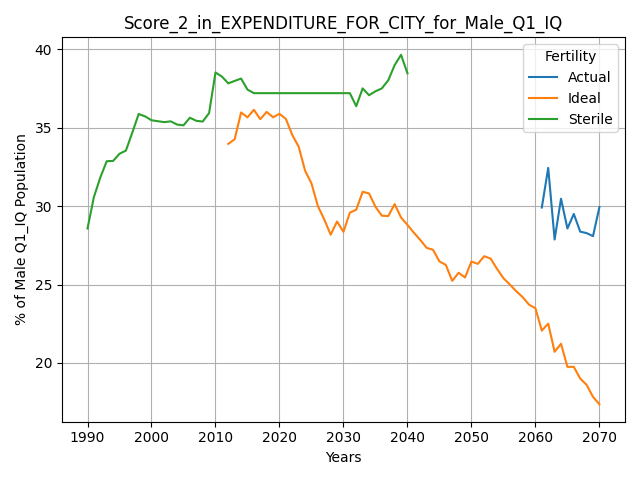 Score_2_in_EXPENDITURE_FOR_CITY_for_Male_Q1_IQ
Fertility
Actual
Ideal
Sterile
% of Male Q1_IQ Population
40
35
30
25
20
1990 2000 2010 2020 2030 2040 2050 2060 2070
Years